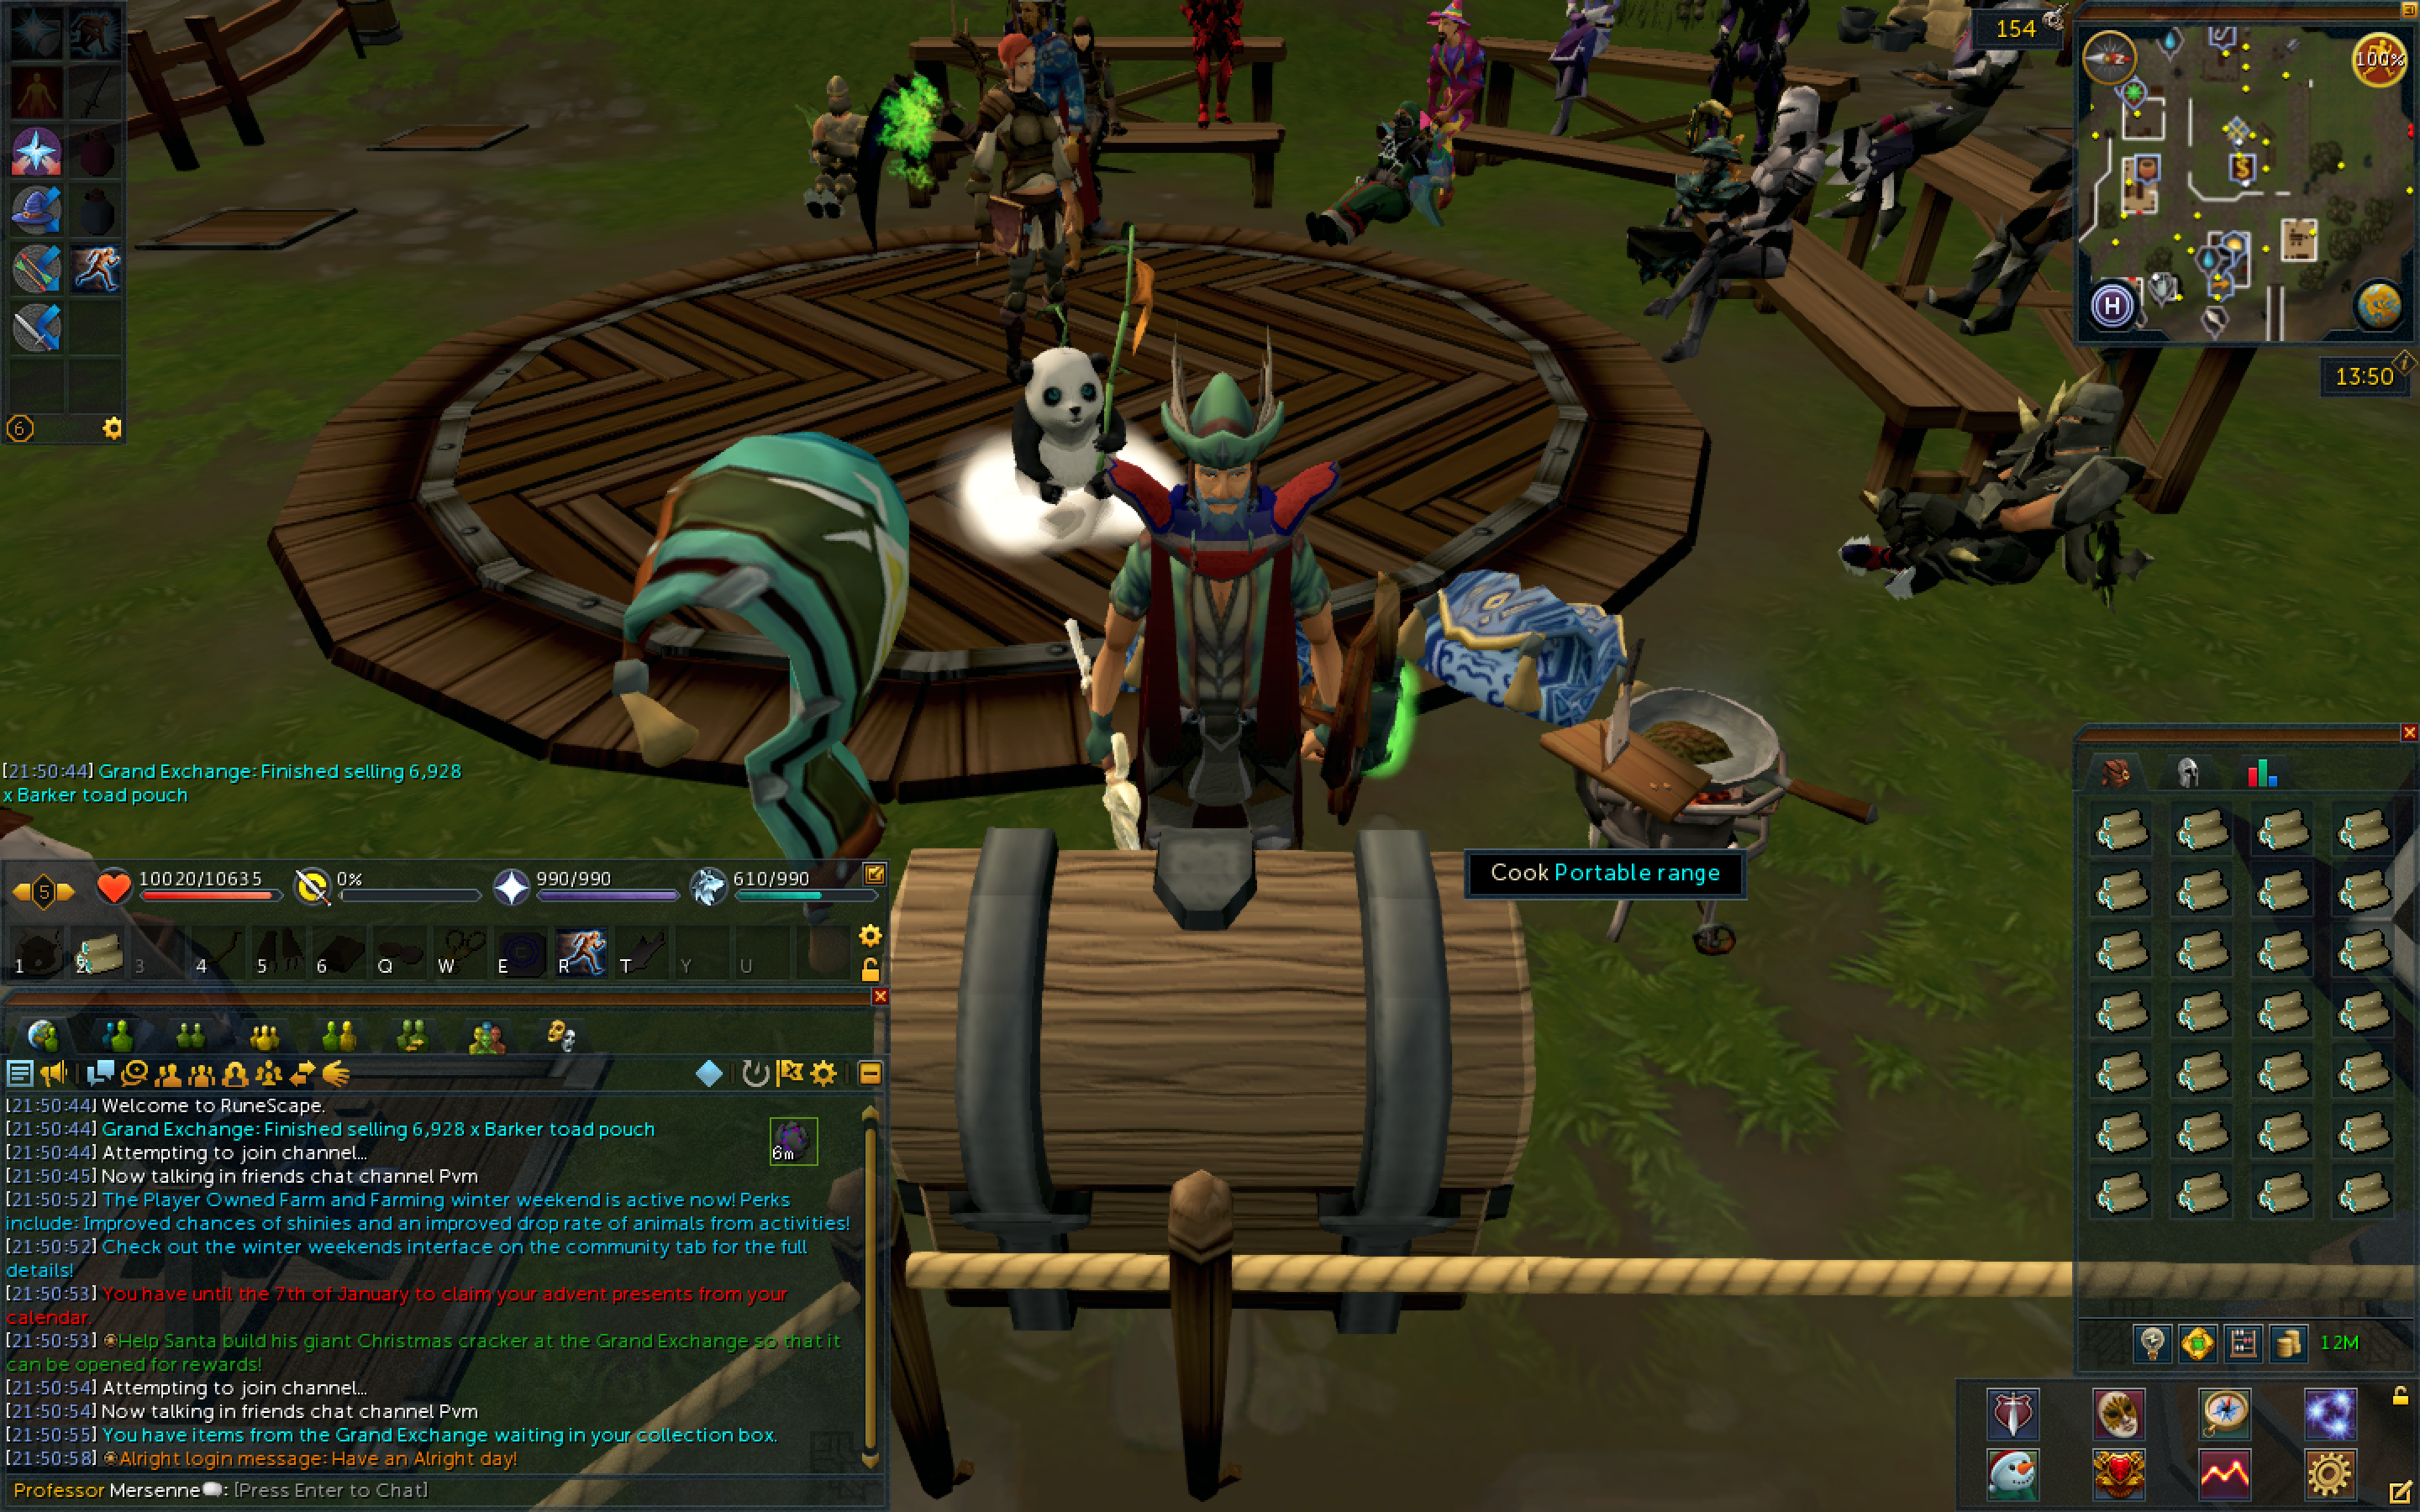 154
100%
13:50
6
[21:50:44] Grand Exchange: Finished selling 6,928
x Barker toad pouch
Cook Portable range
5
10020/10635
0%
990/990
610/990
1 2 3 4 5 6 Q W E R T Y U
[21:50:44] Welcome to RuneScape.
[21:50:44] Grand Exchange: Finished selling 6,928 x Barker toad pouch
6m
[21:50:44] Attempting to join channel...
[21:50:45] Now talking in friends chat channel Pvm
[21:50:52] The Player Owned Farm and Farming winter weekend is active now! Perks
include: Improved chances of shinies and an improved drop rate of animals from activities!
[21:50:52] Check out the winter weekends interface on the community tab for the full
details!
[21:50:53] You have until the 7th of January to claim your advent presents from your
calendar.
[21:50:53] Help Santa build his giant Christmas cracker at the Grand Exchange so that it
can be opened for rewards!
[21:50:54] Attempting to join channel...
[21:50:54] Now talking in friends chat channel Pvm
[21:50:55] You have items from the Grand Exchange waiting in your collection box.
[21:50:58] Alright login message: Have an Alright day!
Professor Mersenne: [Press Enter to Chat]
H
12M